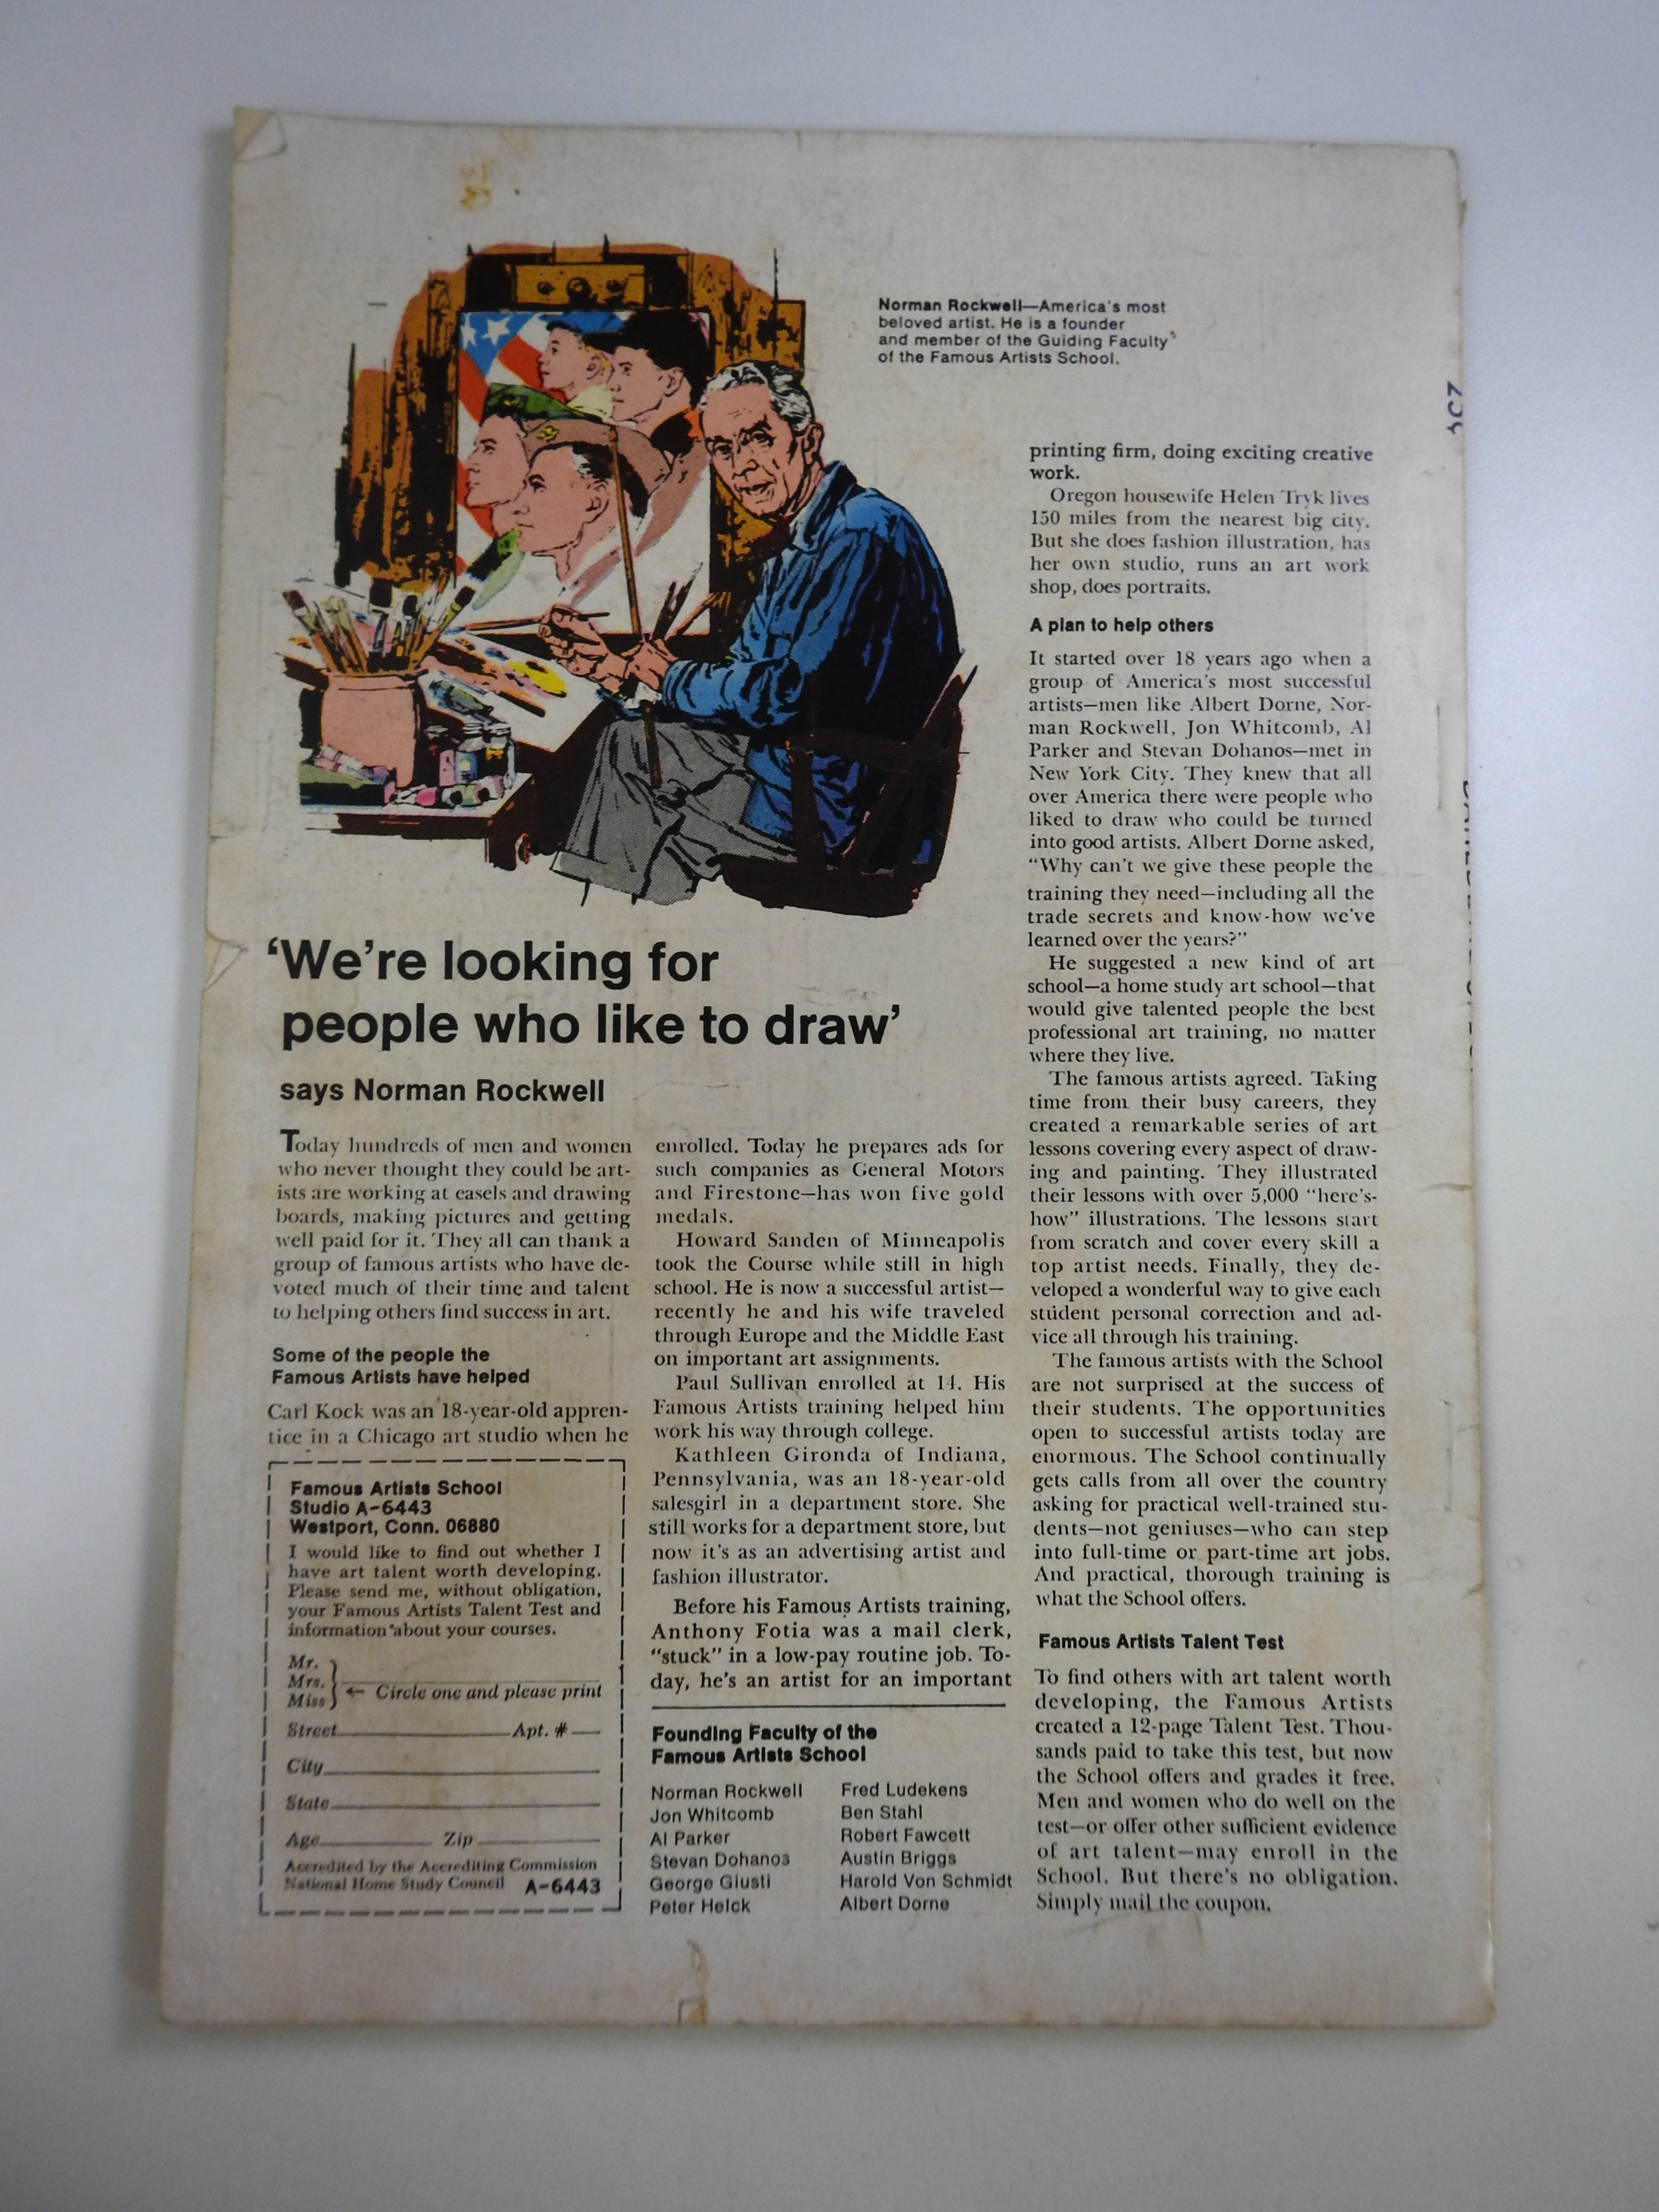 Norman Rockwell—America's most
beloved artist. He is a founder
and member of the Guiding Faculty
of the Famous Artists School.
‘We're looking for
people who like to draw’
says Norman Rockwell
Today hundreds of men and women
who never thought they could be art-
ists are working at easels and drawing
boards, making pictures and getting
well paid for it. They all can thank a
group of famous artists who have de-
voted much of their time and talent
to helping others find success in art.
Some of the people the
Famous Artists have helped
Carl Kock was an 18-year-old appren-
tice in a Chicago art studio when he
enrolled. Today he prepares ads for
such companies as General Motors
and Firestone—has won five gold
medals.
Howard Sanden of Minneapolis
took the Course while still in high
school. He is now a successful artist—
recently he and his wife traveled
through Europe and the Middle East
on important art assignments.
Paul Sullivan enrolled at 14. His
Famous Artists training helped him
work his way through college.
Kathleen Gironda of Indiana,
Pennsylvania, was an 18-year-old
salesgirl in a department store. She
still works for a department store, but
now it's as an advertising artist and
fashion illustrator.
Before his Famous Artists training,
Anthony Fotia was a mail clerk,
“stuck” in a low-pay routine job. To-
day, he's an artist for an important
printing firm, doing exciting creative
work.
Oregon housewife Helen Tryk lives
150 miles from the nearest big city.
But she does fashion illustration, has
her own studio, runs an art work
shop, does portraits.
A plan to help others
It started over 18 years ago when a
group of America's most successful
artists—men like Albert Dorne, Nor-
man Rockwell, Jon Whitcomb, Al
Parker and Stevan Dohanos—met in
New York City. They knew that all
over America there were people who
liked to draw who could be turned
into good artists. Albert Dorne asked,
“Why can't we give these people the
training they need—including all the
trade secrets and know-how we've
learned over the years?”
He suggested a new kind of art
school—a home study art school—that
would give talented people the best
professional art training, no matter
where they live.
The famous artists agreed. Taking
time from their busy careers, they
created a remarkable series of art
lessons covering every aspect of draw-
ing and painting. They illustrated
their lessons with over 5,000 “here's-
how” illustrations. The lessons start
from scratch and cover every skill a
top artist needs. Finally, they de-
veloped a wonderful way to give each
student personal correction and ad-
vice all through his training.
The famous artists with the School
are not surprised at the success of
their students. The opportunities
open to successful artists today are
enormous. The School continually
gets calls from all over the country
asking for practical well-trained stu-
dents—not geniuses—who can step
into full-time or part-time art jobs.
And practical, thorough training is
what the School offers.
Famous Artists Talent Test
To find others with art talent worth
developing, the Famous Artists
created a 12-page Talent Test. Thou-
sands paid to take this test, but now
the School offers and grades it free.
Men and women who do well on the
test—or offer other sufficient evidence
of art talent—may enroll in the
School. But there's no obligation.
Simply mail the coupon.
Famous Artists School
Studio A-6443
Westport, Conn. 06880
I would like to find out whether I
have art talent worth developing.
Please send me, without obligation,
your Famous Artists Talent Test and
information about your courses.
Mr.
Mrs.
Miss
← Circle one and please print
Street Apt. #
City
State
Age Zip
Accredited by the Accrediting Commission
National Home Study Council A-6443
Founding Faculty of the
Famous Artists School
Norman Rockwell
Jon Whitcomb
Al Parker
Stevan Dohanos
George Giusti
Peter Helck
Fred Ludekens
Ben Stahl
Robert Fawcett
Austin Briggs
Harold Von Schmidt
Albert Dorne